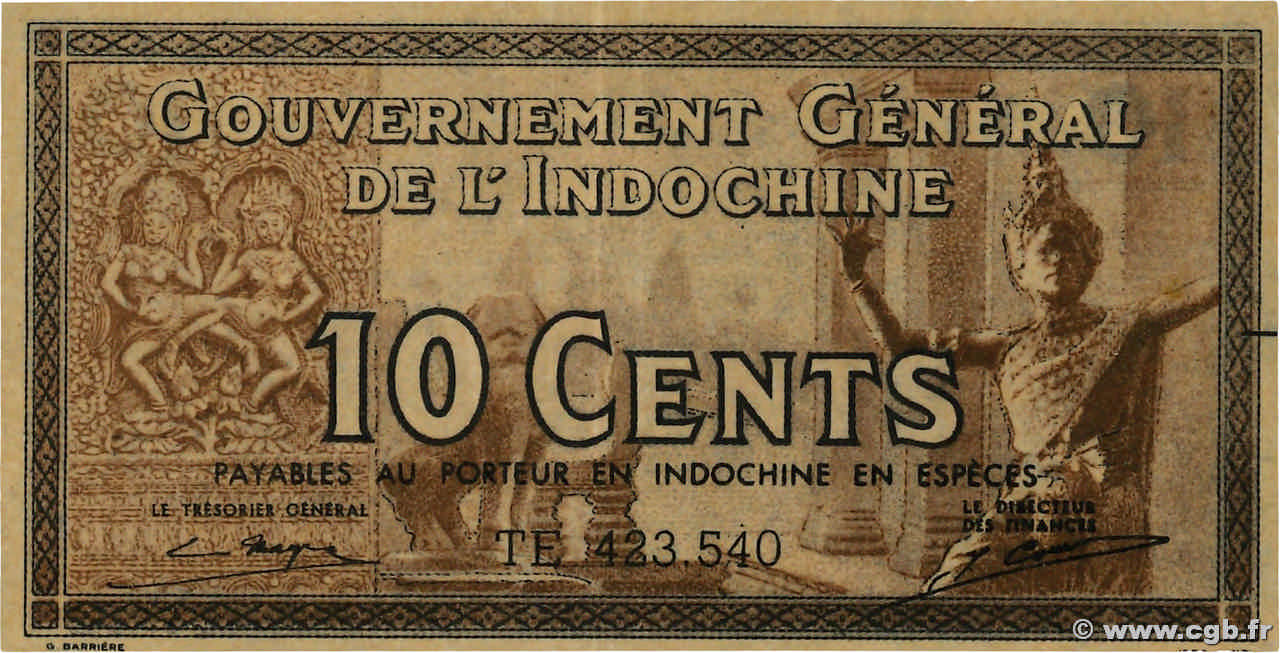 GOUVERNEMENT GÉNÉRAL
DE L'INDOCHINE
10 CENTS
PAYABLES AU PORTEUR EN INDOCHINE EN ESPÈCES
LE TRÉSORIER GÉNÉRAL
LE DIRECTEUR
DES FINANCES
TE 423.540
G. BARRIÉRE
© www.cgb.fr